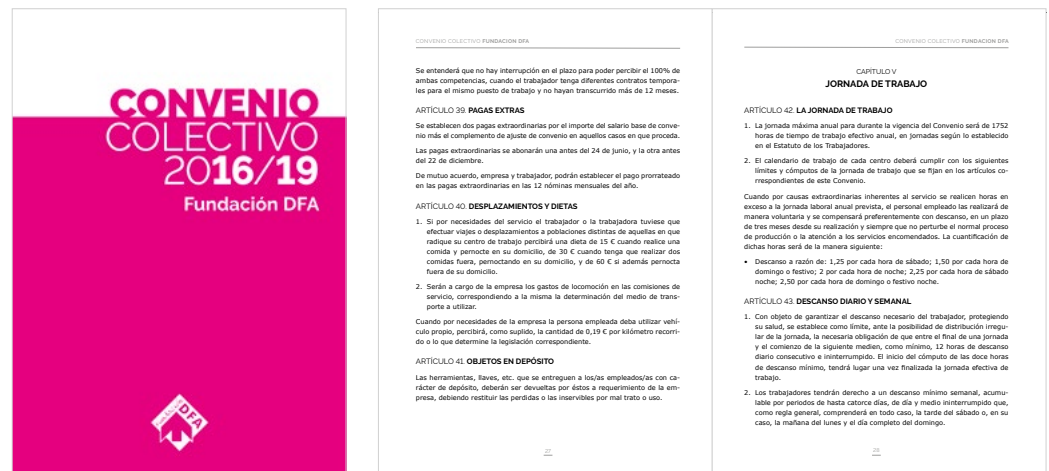 CONVENIO
COLECTIVO
2016/19
Fundación DFA
DFA
CONVENIO COLECTIVO FUNDACION DFA
Se entenderá que no hay interrupción en el plazo para poder percibir el 100% de
ambas competencias, cuando el trabajador tenga diferentes contratos tempora-
les para el mismo puesto de trabajo y no hayan transcurrido más de 12 meses.
ARTÍCULO 39. PAGAS EXTRAS
Se establecen dos pagas extraordinarias por el importe del salario base de conve-
nio más el complemento de ajuste de convenio en aquellos casos en que proceda.
Las pagas extraordinarias se abonarán una antes del 24 de junio, y la otra antes
del 22 de diciembre.
De mutuo acuerdo, empresa y trabajador, podrán establecer el pago prorrateado
en las pagas extraordinarias en las 12 nóminas mensuales del año.
ARTÍCULO 40. DESPLAZAMIENTOS Y DIETAS
1. Si por necesidades del servicio el trabajador o la trabajadora tuviese que
efectuar viajes o desplazamientos a poblaciones distintas de aquellas en que
radique su centro de trabajo percibirá una dieta de 15 € cuando realice una
comida y pernocte en su domicilio, de 30 € cuando tenga que realizar dos
comidas fuera, pernoctando en su domicilio, y de 60 € si además pernocta
fuera de su domicilio.
2. Serán a cargo de la empresa los gastos de locomoción en las comisiones de
servicio, correspondiendo a la misma la determinación del medio de trans-
porte a utilizar.
Cuando por necesidades de la empresa la persona empleada deba utilizar vehí-
culo propio, percibirá, como suplido, la cantidad de 0,19 € por kilómetro recorri-
do o lo que determine la legislación correspondiente.
ARTÍCULO 41. OBJETOS EN DEPÓSITO
Las herramientas, llaves, etc. que se entreguen a los/as empleados/as con ca-
rácter de depósito, deberán ser devueltas por éstos a requerimiento de la em-
presa, debiendo restituir las perdidas o las inservibles por mal trato o uso.
27
CONVENIO COLECTIVO FUNDACION DFA
CAPÍTULO V
JORNADA DE TRABAJO
ARTÍCULO 42. LA JORNADA DE TRABAJO
1. La jornada máxima anual para durante la vigencia del Convenio será de 1752
horas de tiempo de trabajo efectivo anual, en jornadas según lo establecido
en el Estatuto de los Trabajadores.
2. El calendario de trabajo de cada centro deberá cumplir con los siguientes
límites y cómputos de la jornada de trabajo que se fijan en los artículos co-
rrespondientes de este Convenio.
Cuando por causas extraordinarias inherentes al servicio se realicen horas en
exceso a la jornada laboral anual prevista, el personal empleado las realizará de
manera voluntaria y se compensará preferentemente con descanso, en un plazo
de tres meses desde su realización y siempre que no perturbe el normal proceso
de producción o la atención a los servicios encomendados. La cuantificación de
dichas horas será de la manera siguiente:
• Descanso a razón de: 1,25 por cada hora de sábado; 1,50 por cada hora de
domingo o festivo; 2 por cada hora de noche; 2,25 por cada hora de sábado
noche; 2,50 por cada hora de domingo o festivo noche.
ARTÍCULO 43. DESCANSO DIARIO Y SEMANAL
1. Con objeto de garantizar el descanso necesario del trabajador, protegiendo
su salud, se establece como límite, ante la posibilidad de distribución irregu-
lar de la jornada, la necesaria obligación de que entre el final de una jornada
y el comienzo de la siguiente medien, como mínimo, 12 horas de descanso
diario consecutivo e ininterrumpido. El inicio del cómputo de las doce horas
de descanso mínimo, tendrá lugar una vez finalizada la jornada efectiva de
trabajo.
2. Los trabajadores tendrán derecho a un descanso mínimo semanal, acumu-
lable por periodos de hasta catorce días, de día y medio ininterrumpido que,
como regla general, comprenderá en todo caso, la tarde del sábado o, en su
caso, la mañana del lunes y el día completo del domingo.
28